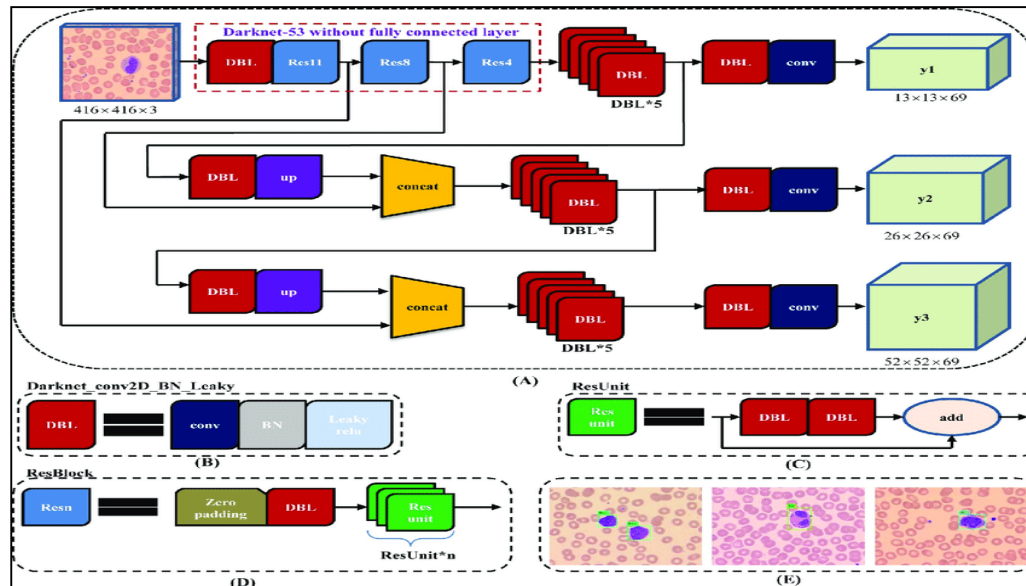 Darknet-53 without fully connected layer
DBL Res11 Res8 Res4 DBL DBL conv y1
416×416×3
DBL*5
13×13×69
DBL up concat DBL DBL conv y2
DBL*5
26×26×69
DBL up concat DBL DBL conv y3
DBL*5
52×52×69
(A)
Darknet_conv2D_BN_Leaky
DBL conv BN Leaky relu
(B)
ResUnit
Res unit DBL DBL add
(C)
ResBlock
Resn Zero padding DBL Res unit
ResUnit*n
(D)
(E)